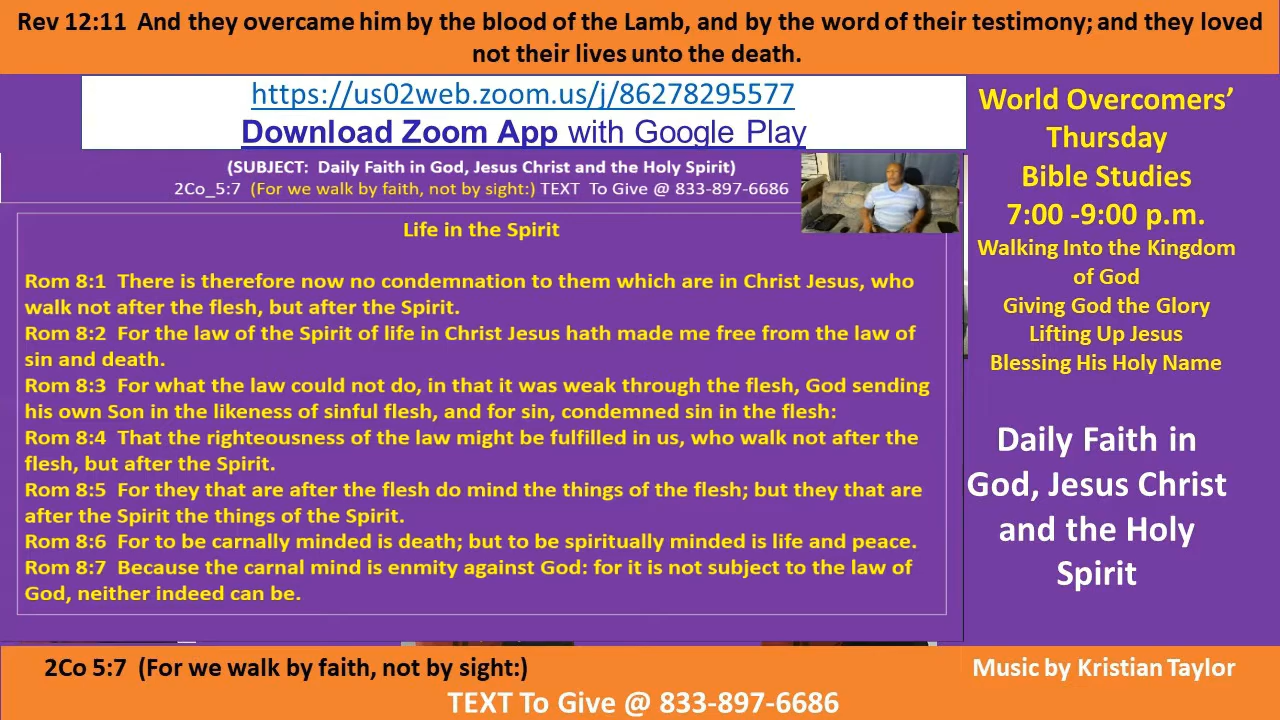 Rev 12:11  And they overcame him by the blood of the Lamb, and by the word of their testimony; and they loved
not their lives unto the death.
https://us02web.zoom.us/j/86278295577
Download Zoom App with Google Play
(SUBJECT:  Daily Faith in God, Jesus Christ and the Holy Spirit)
2Co_5:7  (For we walk by faith, not by sight:) TEXT  To Give @ 833-897-6686
Life in the Spirit
Rom 8:1  There is therefore now no condemnation to them which are in Christ Jesus, who
walk not after the flesh, but after the Spirit.
Rom 8:2  For the law of the Spirit of life in Christ Jesus hath made me free from the law of
sin and death.
Rom 8:3  For what the law could not do, in that it was weak through the flesh, God sending
his own Son in the likeness of sinful flesh, and for sin, condemned sin in the flesh:
Rom 8:4  That the righteousness of the law might be fulfilled in us, who walk not after the
flesh, but after the Spirit.
Rom 8:5  For they that are after the flesh do mind the things of the flesh; but they that are
after the Spirit the things of the Spirit.
Rom 8:6  For to be carnally minded is death; but to be spiritually minded is life and peace.
Rom 8:7  Because the carnal mind is enmity against God: for it is not subject to the law of
God, neither indeed can be.
World Overcomers’
Thursday
Bible Studies
7:00 -9:00 p.m.
Walking Into the Kingdom
of God
Giving God the Glory
Lifting Up Jesus
Blessing His Holy Name
Daily Faith in
God, Jesus Christ
and the Holy
Spirit
2Co 5:7  (For we walk by faith, not by sight:)
Music by Kristian Taylor
TEXT To Give @ 833-897-6686